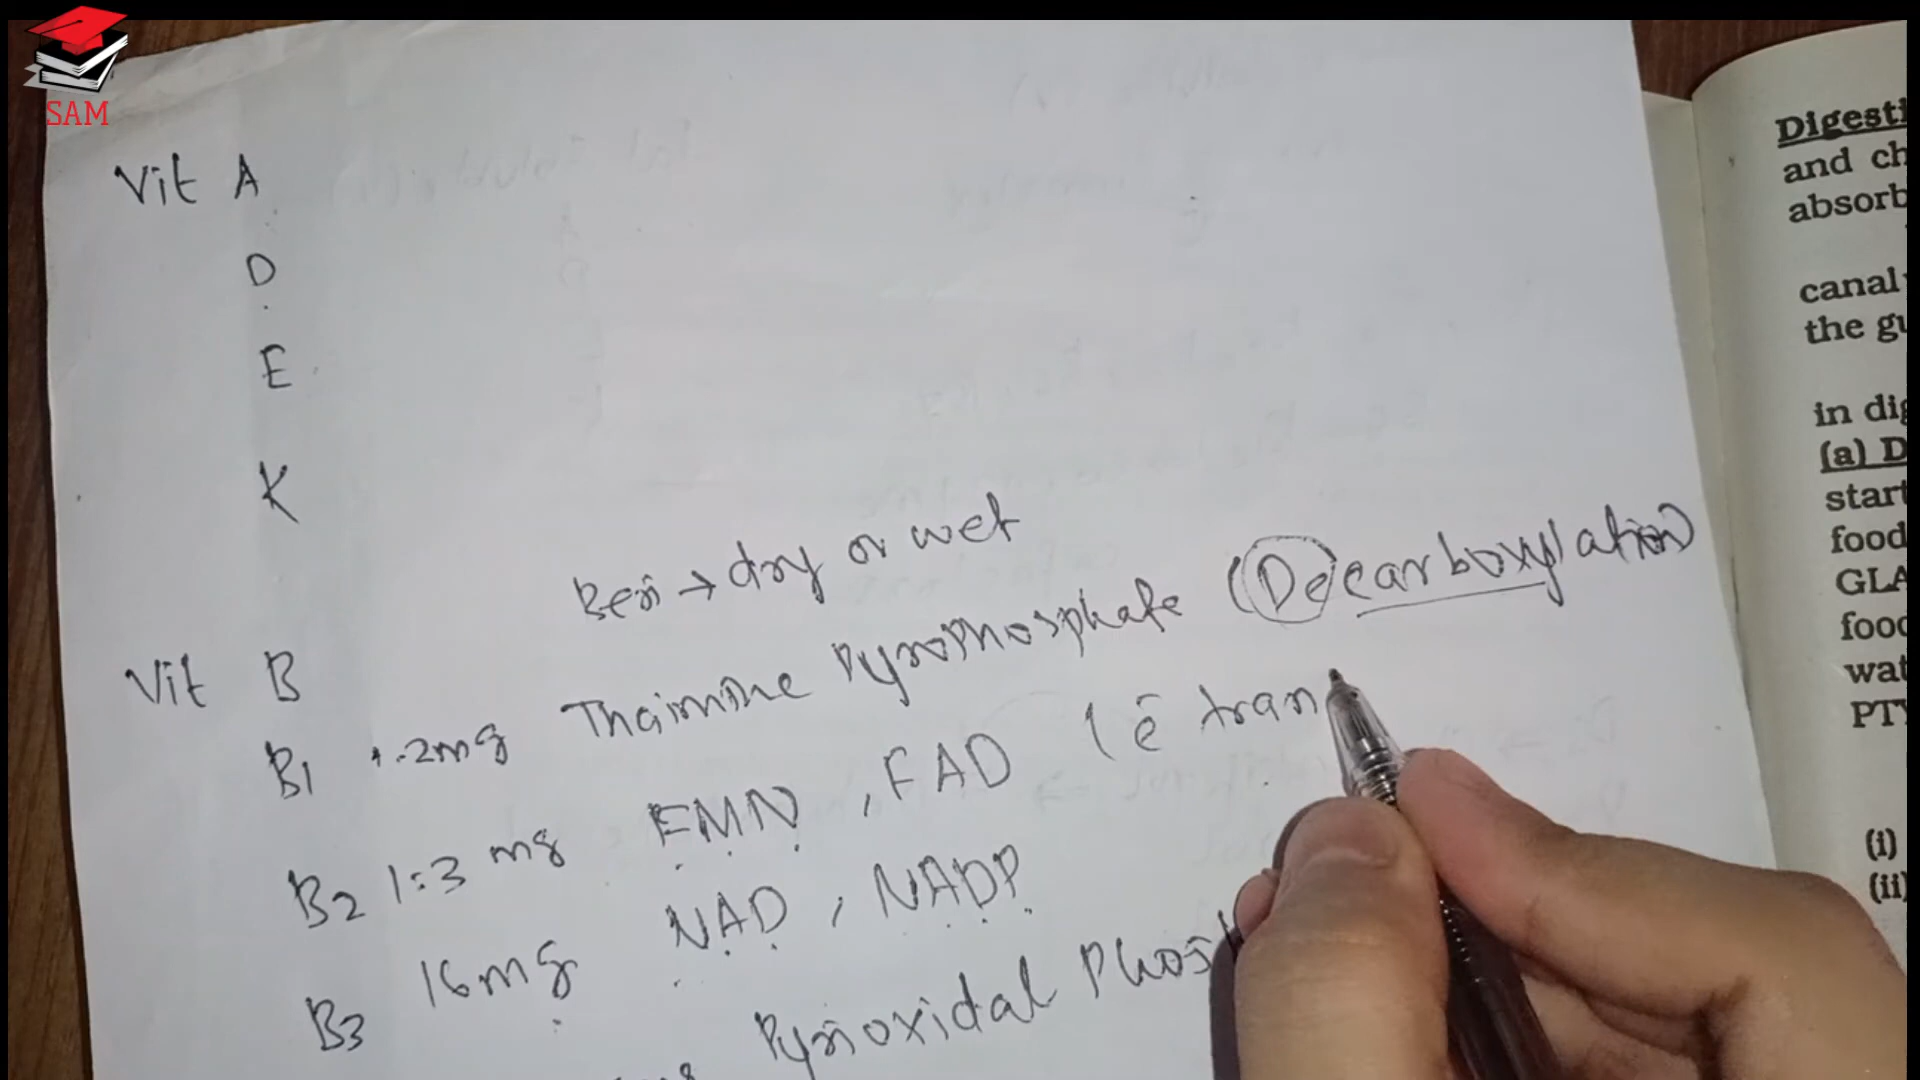 SAM
Vit A
D
E
K
Beri → dry or wet
Vit B
B1 1.2mg Thaimine Pyrophosphate (Decarboxylation)
B2 1.3 mg FMN, FAD (e tran
B3 16mg NAD, NADP
Pyrioxidal Phosp
Digesti
and ch
absorb
canal
the gu
in dig
(a) D
start
food
GLA
food
wat
PTY
(i)
(ii)